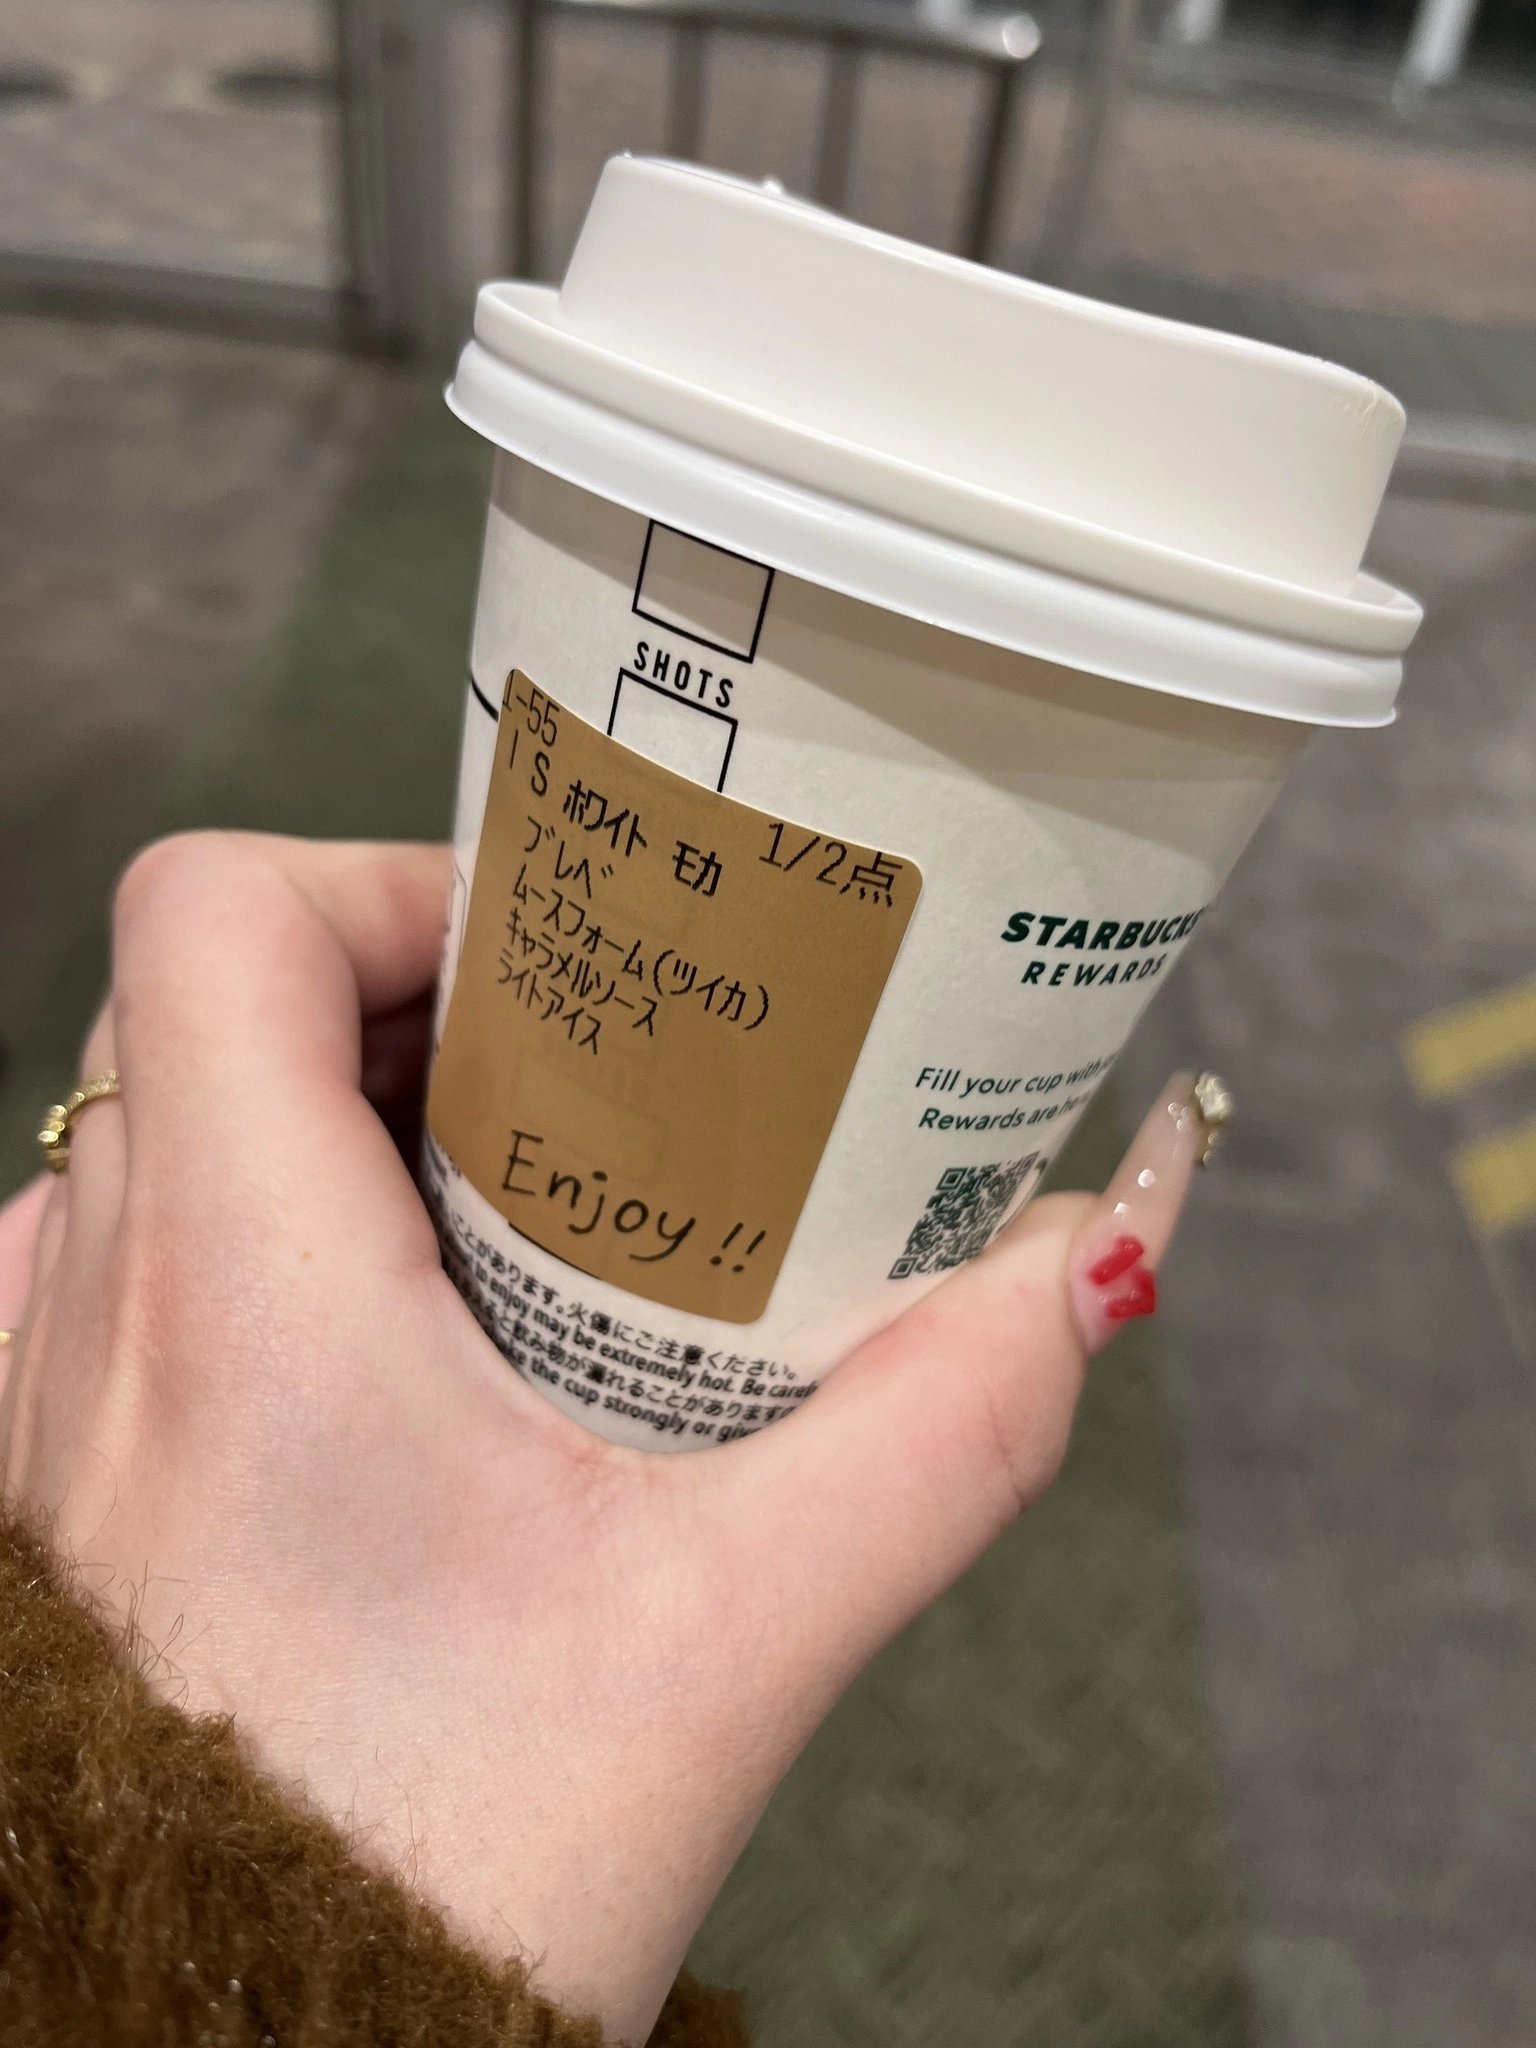 SHOTS
1-55
I S ホワイト モカ 1/2点
ブレベ
ムースフォーム(ツイカ)
キャラメルソース
ライトアイス
Enjoy!!
STARBUCKS
REWARDS
Fill your cup with
Rewards are
ことがあります。火傷にご注意ください。
to enjoy may be extremely hot. Be careful
と飲み物が漏れることがあります
the cup strongly or